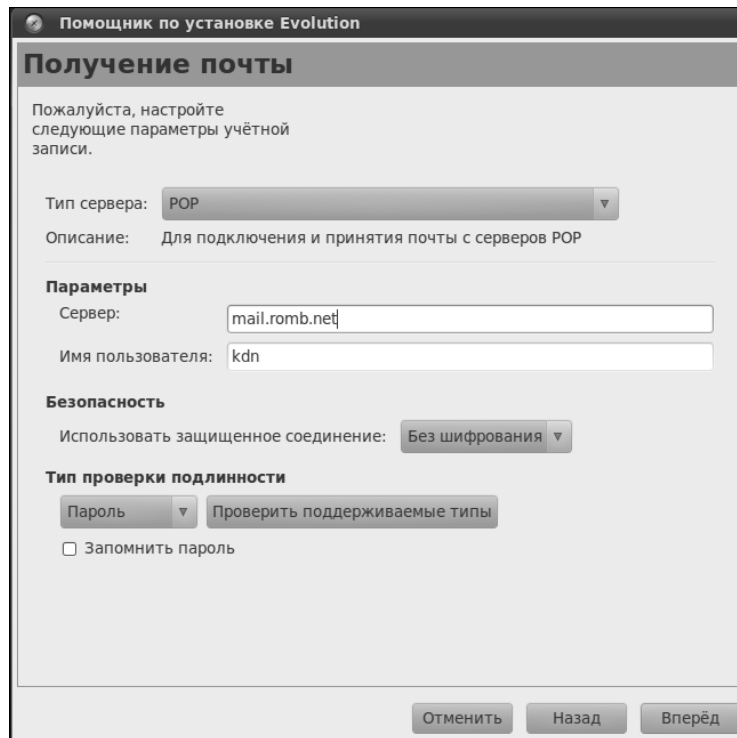 Помощник по установке Evolution
Получение почты
Пожалуйста, настройте
следующие параметры учётной
записи.
Тип сервера: POP
Описание: Для подключения и принятия почты с серверов POP
Параметры
Сервер: mail.romb.net
Имя пользователя: kdn
Безопасность
Использовать защищенное соединение: Без шифрования
Тип проверки подлинности
Пароль Проверить поддерживаемые типы
Запомнить пароль
Отменить Назад Вперёд